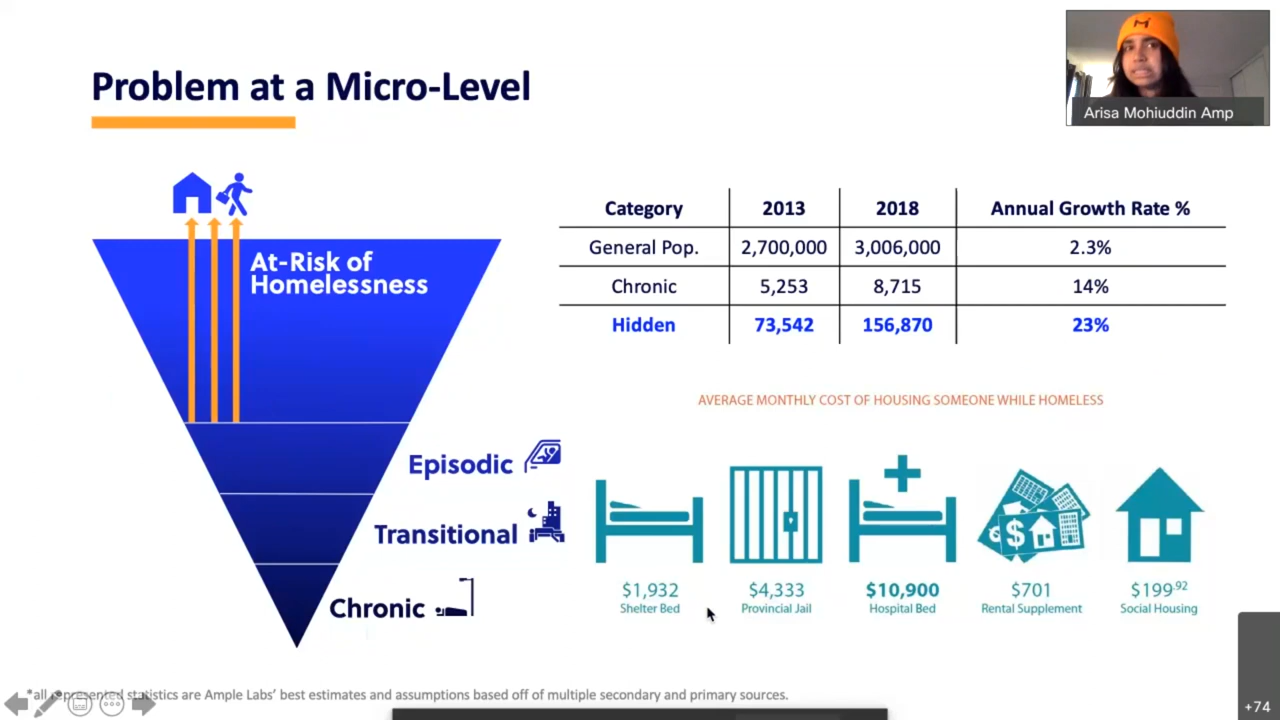 Problem at a Micro-Level
Arisa Mohiuddin Amp
At-Risk of
Homelessness
Episodic
Transitional
Chronic
Category 2013 2018 Annual Growth Rate %
General Pop. 2,700,000 3,006,000 2.3%
Chronic 5,253 8,715 14%
Hidden 73,542 156,870 23%
AVERAGE MONTHLY COST OF HOUSING SOMEONE WHILE HOMELESS
$1,932 $4,333 $10,900 $701 $199.92
Shelter Bed Provincial Jail Hospital Bed Rental Supplement Social Housing
*all represented statistics are Ample Labs' best estimates and assumptions based off of multiple secondary and primary sources.
+74